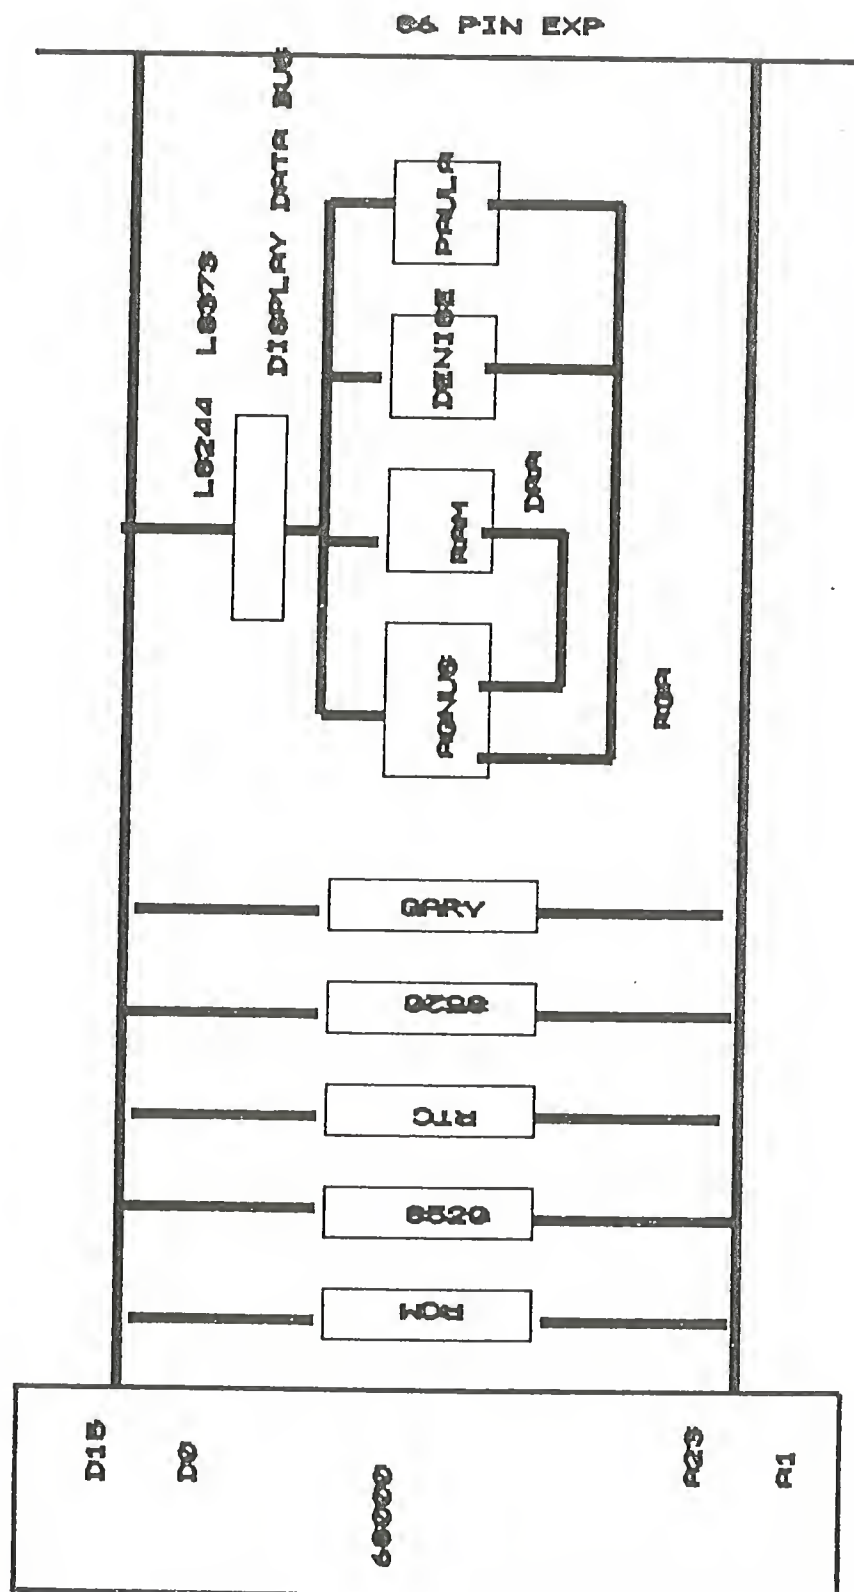 86 PIN EXP
DISPLAY DATA BUS
LS244 LS373
PAULA
DENISE
RAM
DRA
AGNUS
RGA
GARY
8520
RTC
8520
ROM
D15
D0
68000
A23
A1